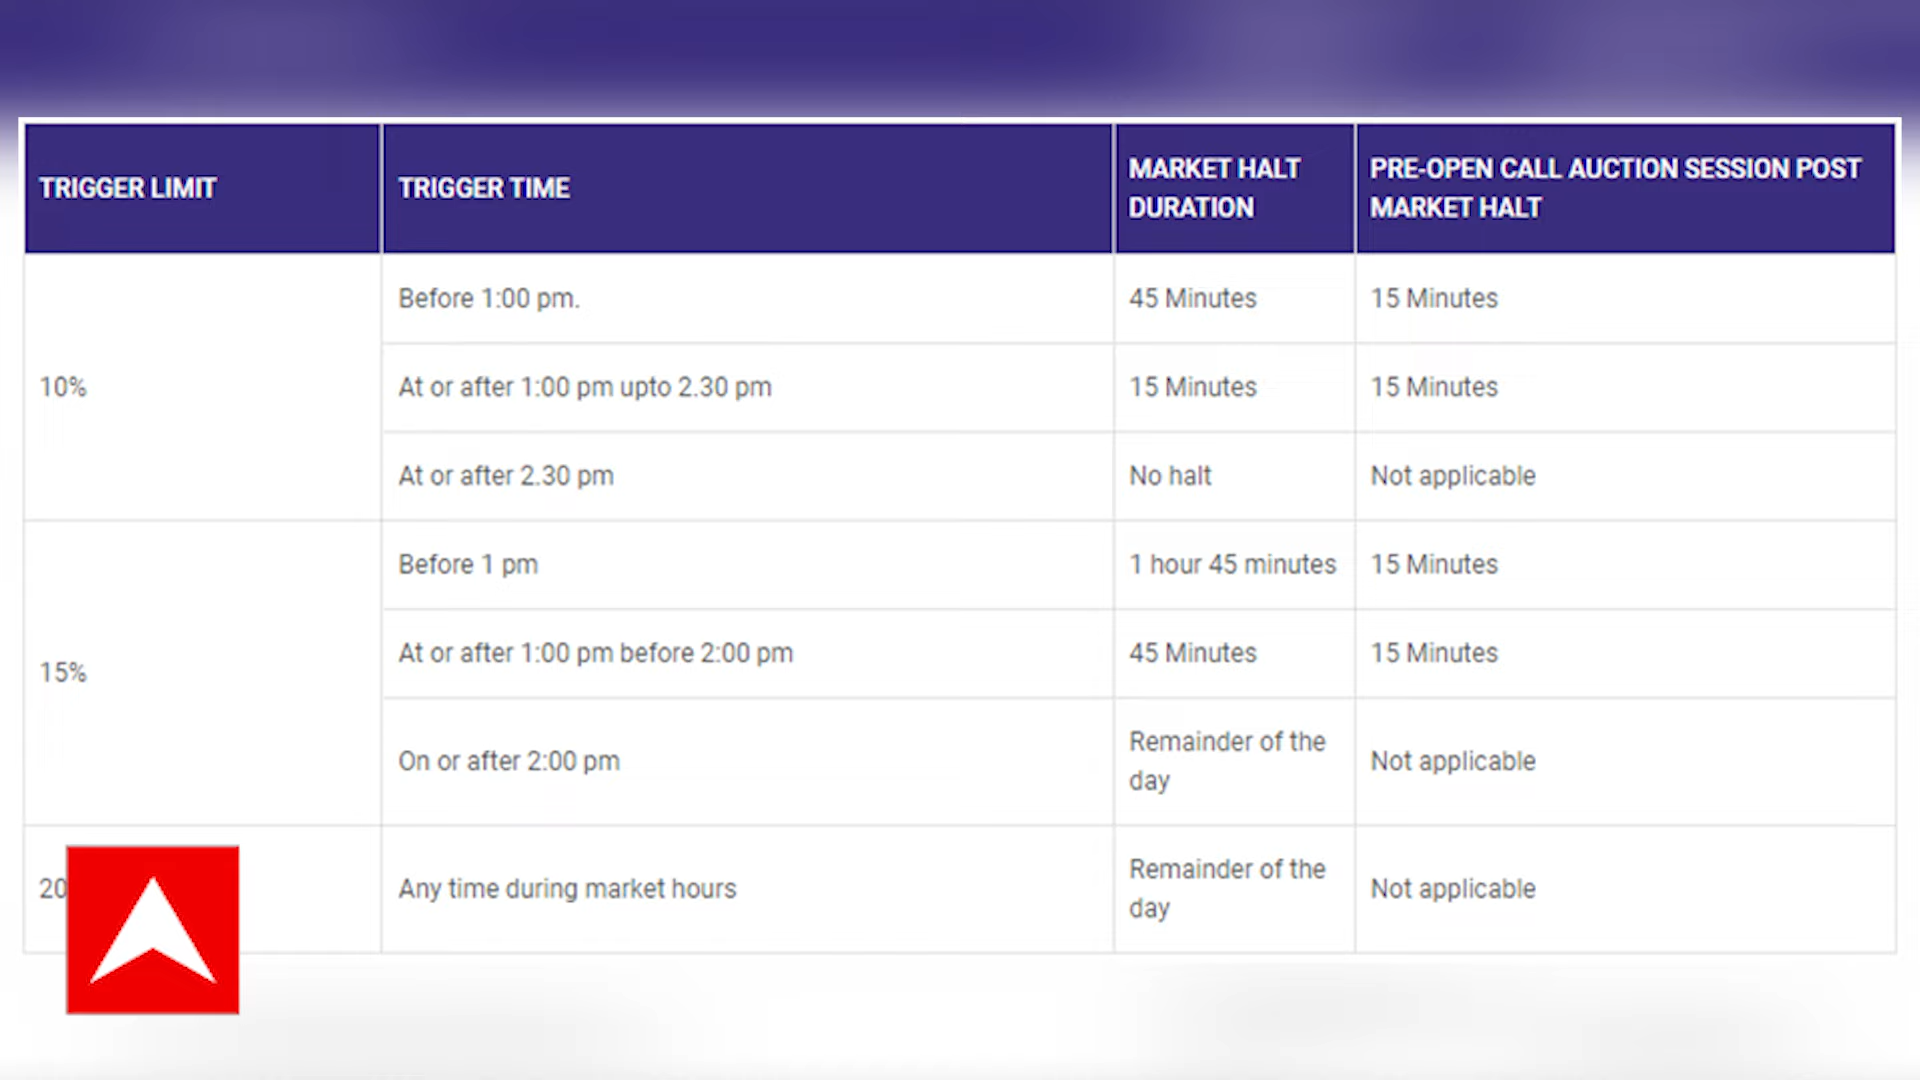 TRIGGER LIMIT
TRIGGER TIME
MARKET HALT
DURATION
PRE-OPEN CALL AUCTION SESSION POST
MARKET HALT
10%
Before 1:00 pm.
45 Minutes
15 Minutes
At or after 1:00 pm upto 2.30 pm
15 Minutes
15 Minutes
At or after 2.30 pm
No halt
Not applicable
15%
Before 1 pm
1 hour 45 minutes
15 Minutes
At or after 1:00 pm before 2:00 pm
45 Minutes
15 Minutes
On or after 2:00 pm
Remainder of the
day
Not applicable
20
Any time during market hours
Remainder of the
day
Not applicable